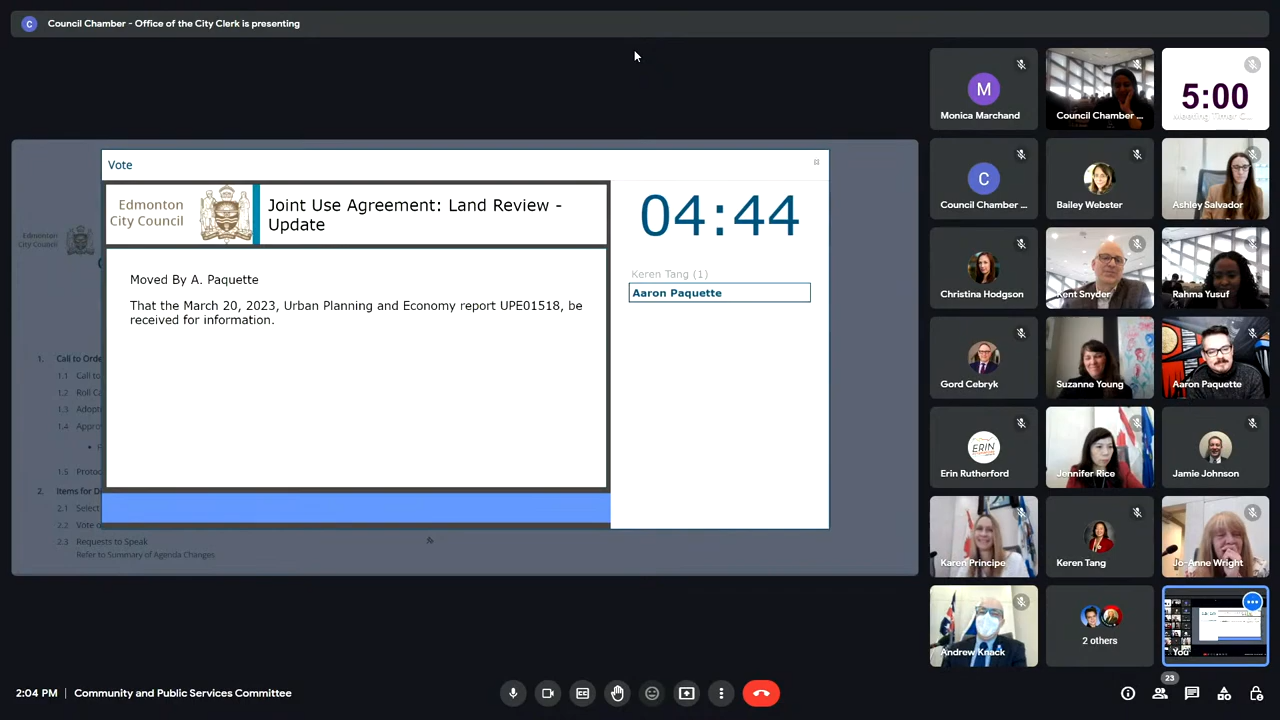 C
Council Chamber - Office of the City Clerk is presenting
Vote
Edmonton
City Council
Joint Use Agreement: Land Review -
Update
Moved By A. Paquette
That the March 20, 2023, Urban Planning and Economy report UPE01518, be
received for information.
04:44
Keren Tang (1)
Aaron Paquette
Edmonton
City Council
1. Call to Orde
1.1 Call to
1.2 Roll C
1.3 Adopti
1.4 Appro
1.5 Protoc
2. Items for D
2.1 Select
2.2 Vote o
2.3 Requests to Speak
Refer to Summary of Agenda Changes
M
Monica Marchand
Council Chamber ...
5:00
Meeting Timer C...
C
Council Chamber ...
Bailey Webster
Ashley Salvador
Christina Hodgson
Kent Snyder
Rahma Yusuf
Gord Cebryk
Suzanne Young
Aaron Paquette
ERIN
Erin Rutherford
Jennifer Rice
Jamie Johnson
Karen Principe
Keren Tang
Jo-Anne Wright
Andrew Knack
2 others
You
2:04 PM | Community and Public Services Committee
23